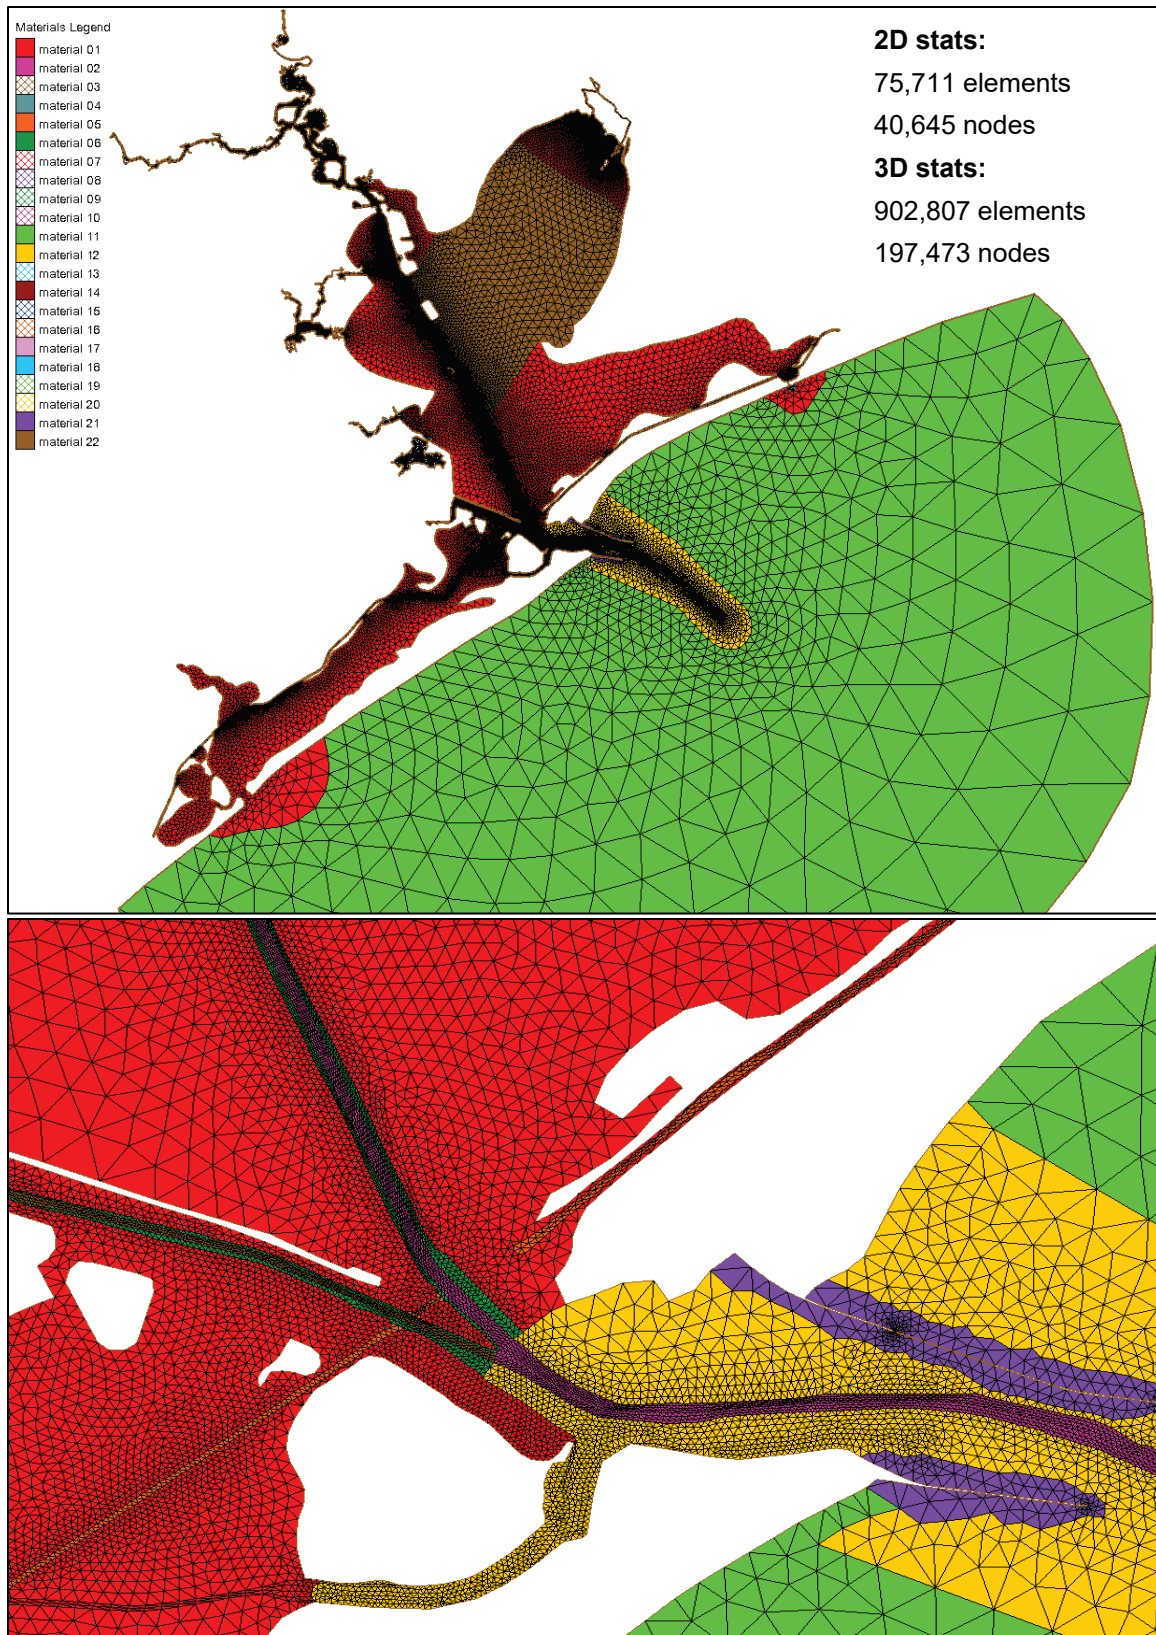 Materials Legend
material 01
material 02
material 03
material 04
material 05
material 06
material 07
material 08
material 09
material 10
material 11
material 12
material 13
material 14
material 15
material 16
material 17
material 18
material 19
material 20
material 21
material 22
2D stats:
75,711 elements
40,645 nodes
3D stats:
902,807 elements
197,473 nodes